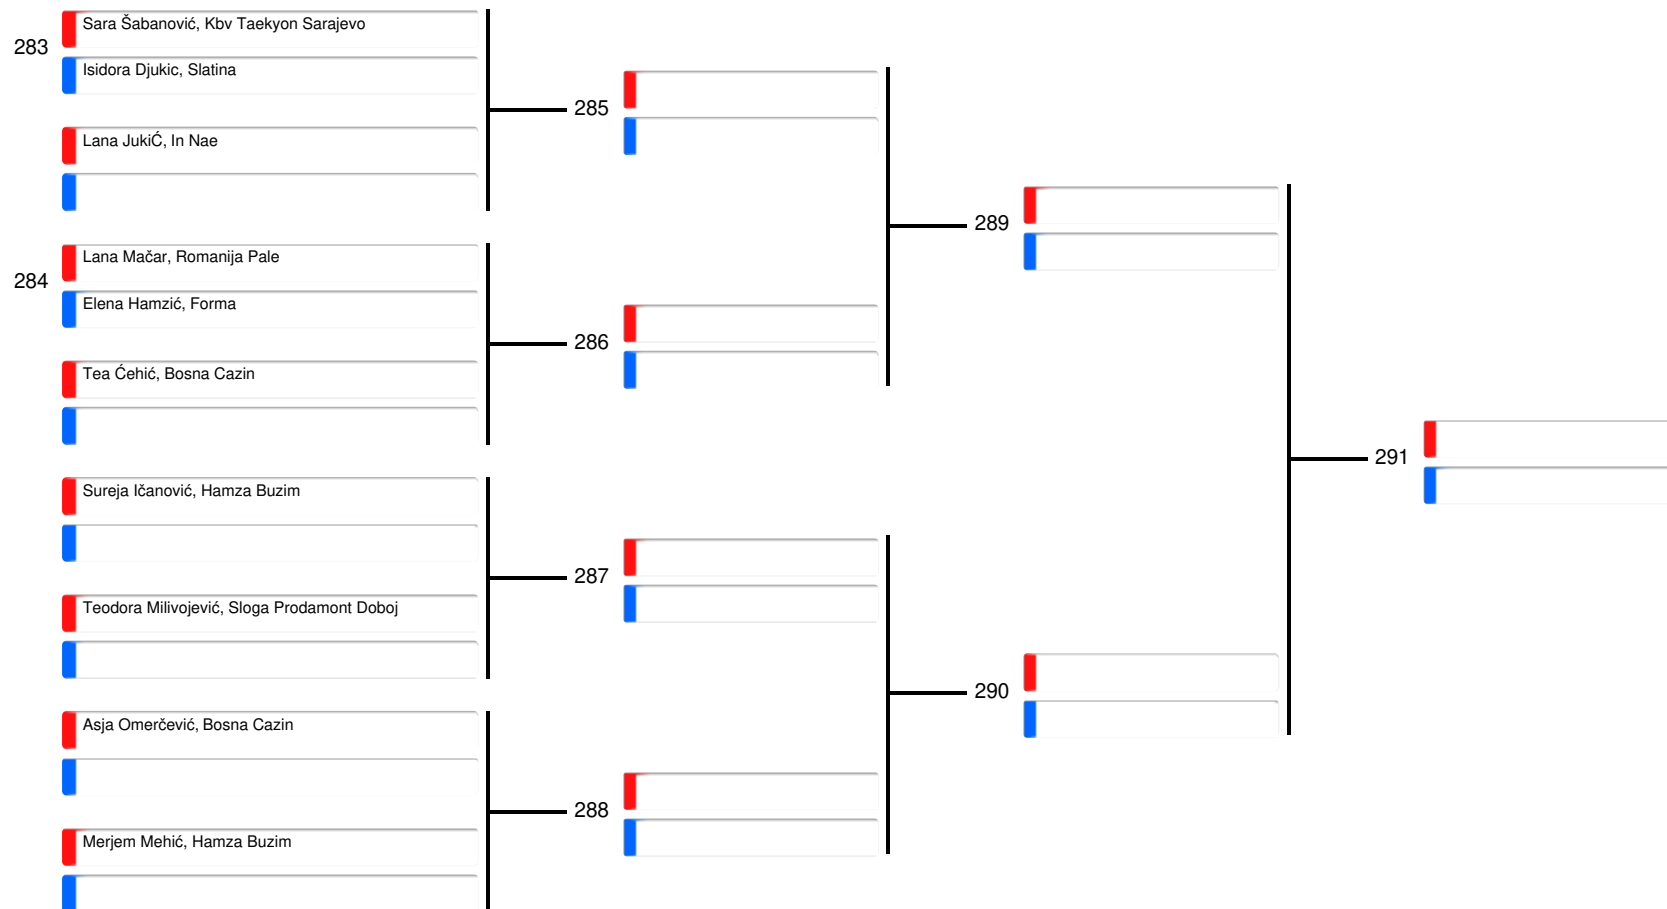 283
Sara Šabanović, Kbv Taekyon Sarajevo
Isidora Djukic, Slatina
Lana JukiĆ, In Nae
284
Lana Mačar, Romanija Pale
Elena Hamzić, Forma
Tea Ćehić, Bosna Cazin
Sureja Ičanović, Hamza Buzim
Teodora Milivojević, Sloga Prodamont Doboj
Asja Omerčević, Bosna Cazin
Merjem Mehić, Hamza Buzim
285
286
287
288
289
290
291